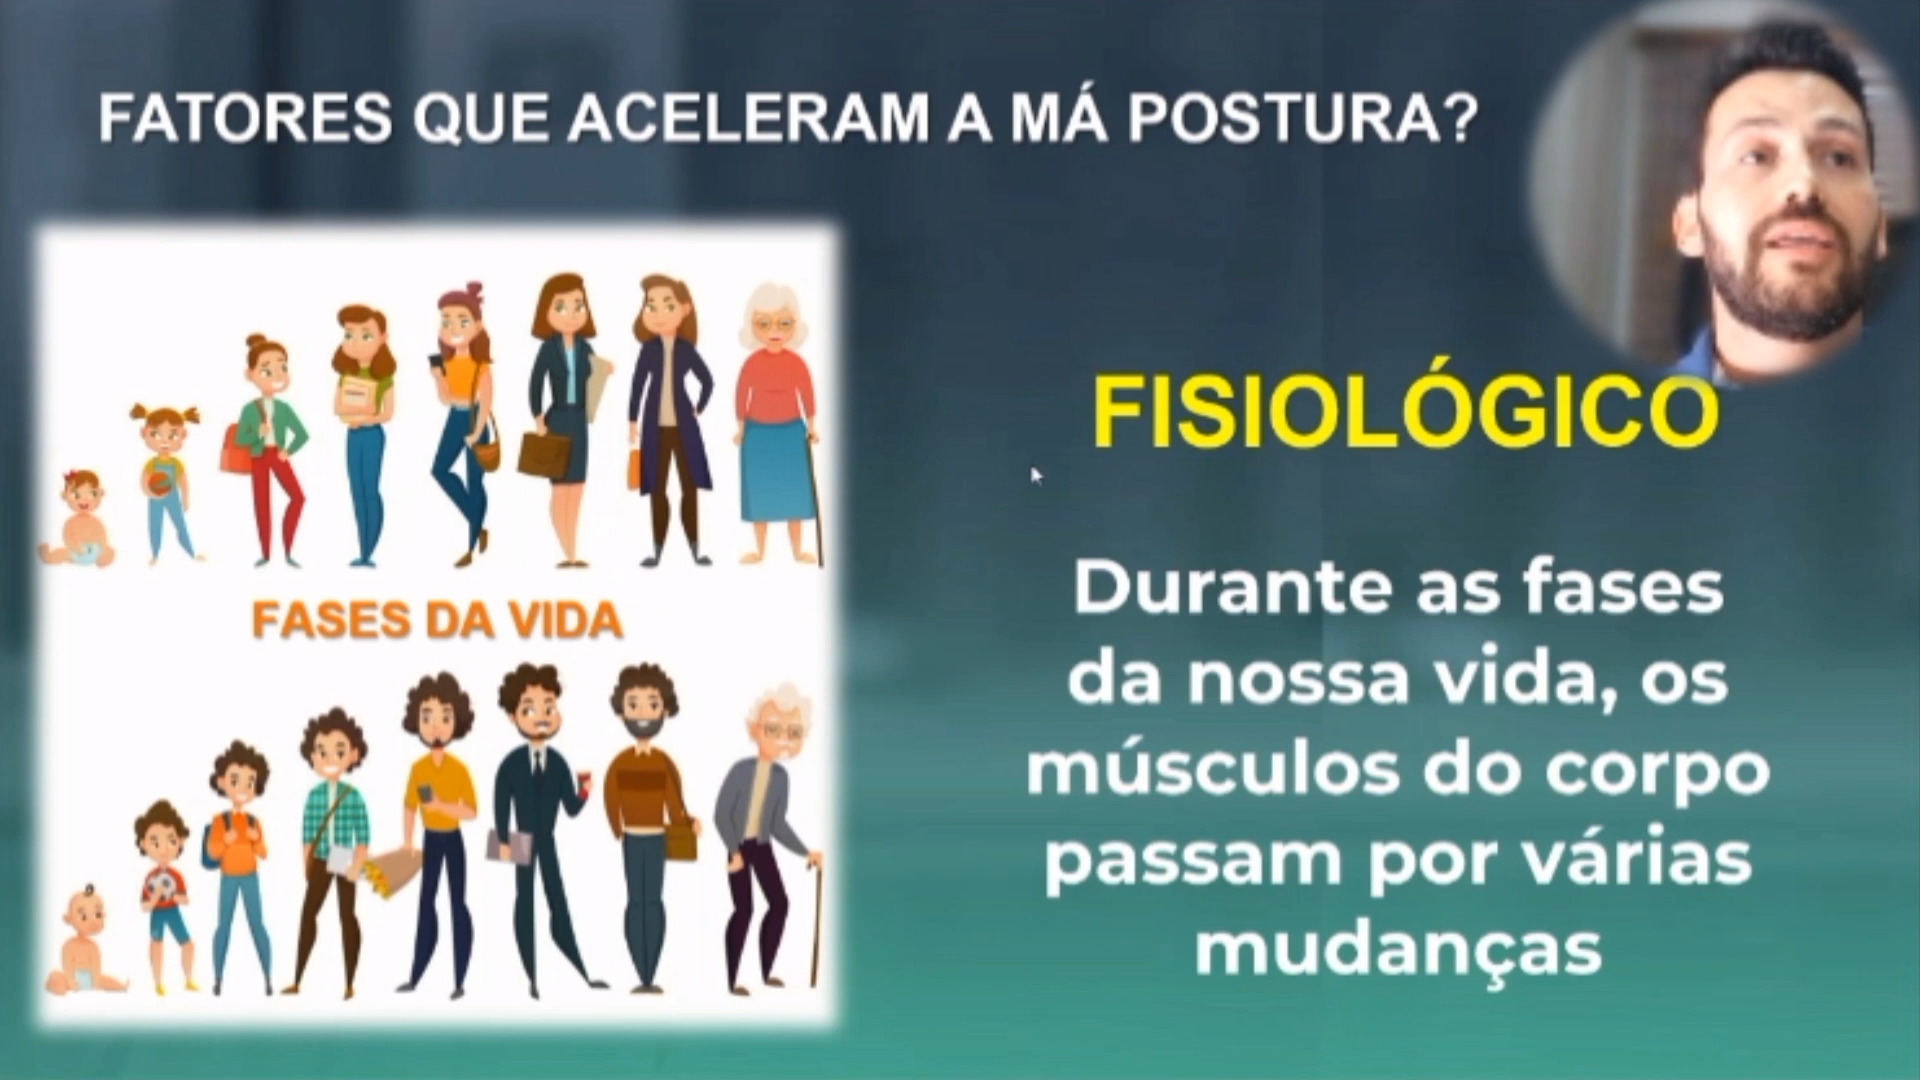 FATORES QUE ACELERAM A MÁ POSTURA?
FASES DA VIDA
FISIOLÓGICO
Durante as fases
da nossa vida, os
músculos do corpo
passam por várias
mudanças